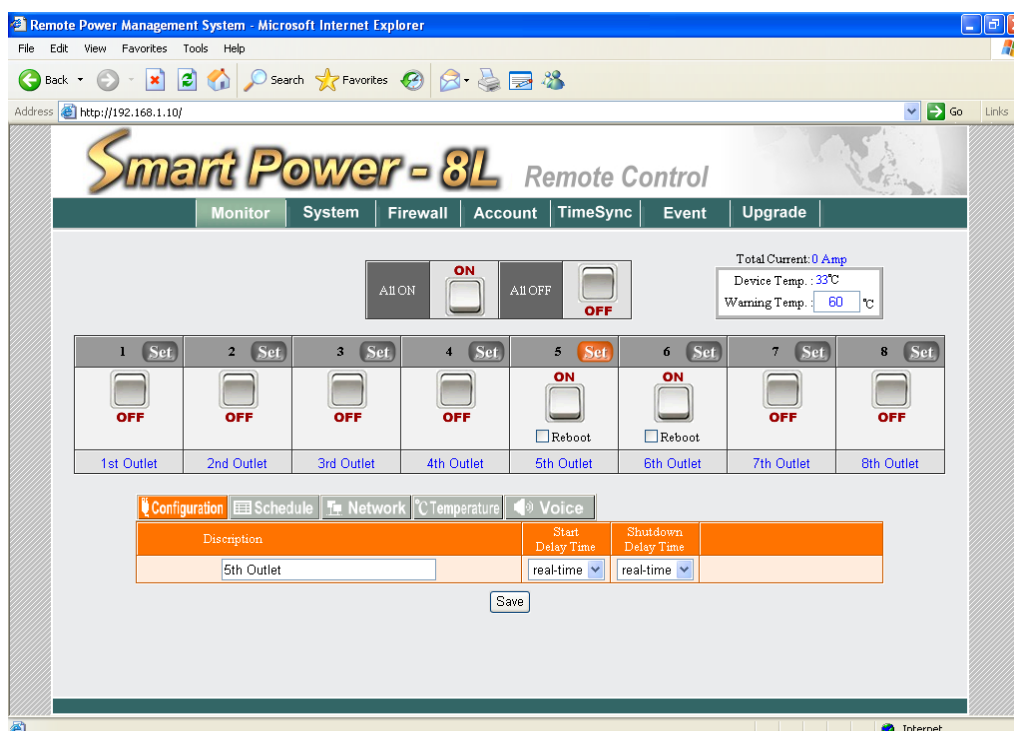 Remote Power Management System - Microsoft Internet Explorer
File Edit View Favorites Tools Help
Back Search Favorites
Address http://192.168.1.10/ Go Links
Smart Power - 8L Remote Control
Monitor System Firewall Account TimeSync Event Upgrade
Total Current: 0 Amp
All ON ON All OFF OFF
Device Temp. : 33℃
Warning Temp. : 60 ℃
1 Set 2 Set 3 Set 4 Set 5 Set 6 Set 7 Set 8 Set
OFF OFF OFF OFF ON ON OFF OFF
Reboot Reboot
1st Outlet 2nd Outlet 3rd Outlet 4th Outlet 5th Outlet 6th Outlet 7th Outlet 8th Outlet
Configuration Schedule Network ℃ Temperature Voice
Discription Start Delay Time Shutdown Delay Time
5th Outlet real-time real-time
Save
Internet